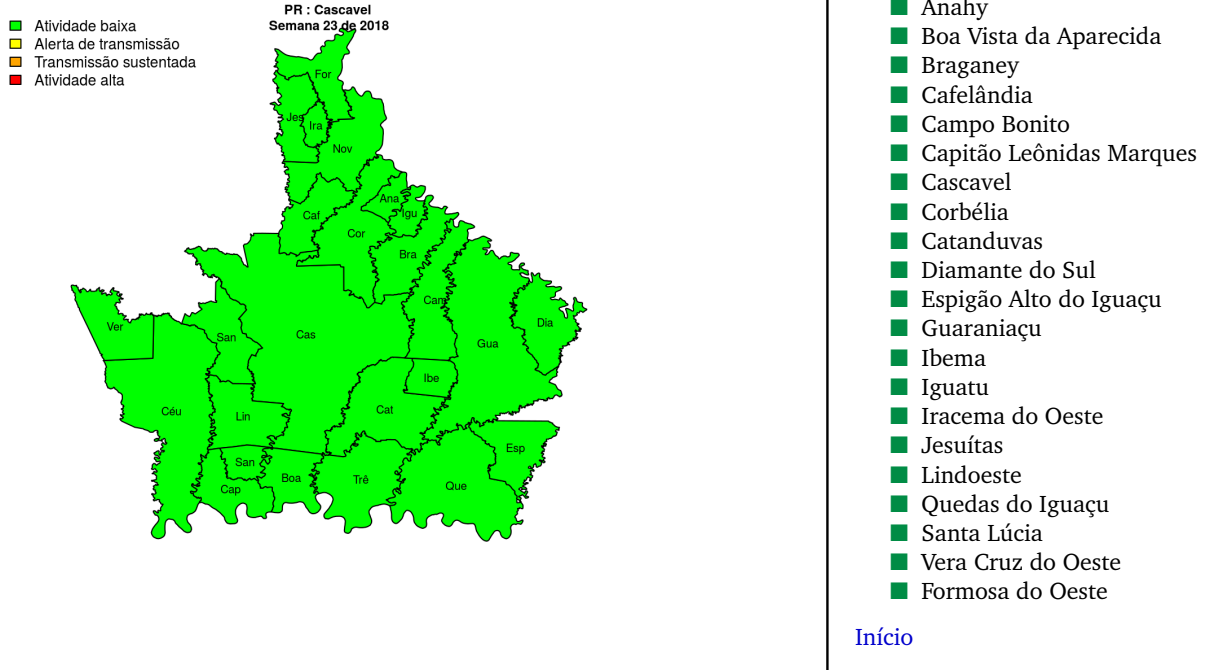 PR : Cascavel
Semana 23 de 2018
Atividade baixa
Alerta de transmissão
Transmissão sustentada
Atividade alta
For
Jes
Ira
Nov
Ana
Igu
Caf
Cor
Bra
Cam
Ver
San
Cas
Dia
Gua
Ibe
Céu
Lin
Cat
Esp
San
Cap
Boa
Trê
Que
Anahy
Boa Vista da Aparecida
Braganey
Cafelândia
Campo Bonito
Capitão Leônidas Marques
Cascavel
Corbélia
Catanduvas
Diamante do Sul
Espigão Alto do Iguaçu
Guaraniaçu
Ibema
Iguatu
Iracema do Oeste
Jesuítas
Lindoeste
Quedas do Iguaçu
Santa Lúcia
Vera Cruz do Oeste
Formosa do Oeste
Início